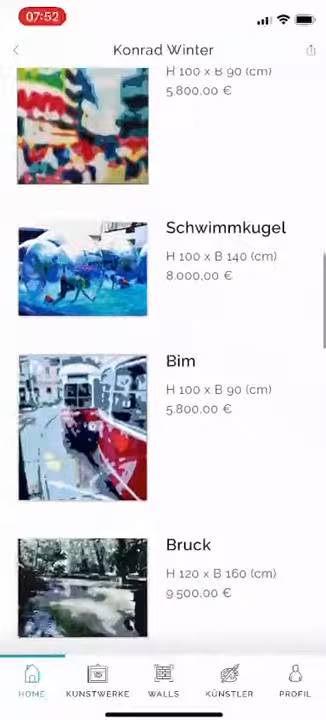 07:52
Konrad Winter
H 100 x B 90 (cm)
5.800,00 €
Schwimmkugel
H 100 x B 140 (cm)
8.000,00 €
Bim
H 100 x B 90 (cm)
5.800,00 €
Bruck
H 120 x B 160 (cm)
9.500,00 €
HOME
KUNSTWERKE
WALLS
KÜNSTLER
PROFIL